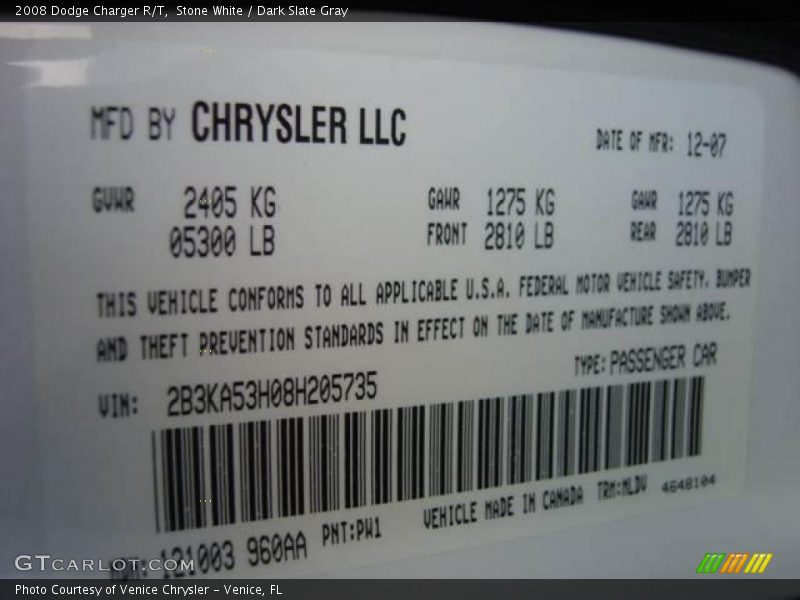 2008 Dodge Charger R/T, Stone White / Dark Slate Gray
MFD BY CHRYSLER LLC
DATE OF MFR: 12-07
GVWR 2405 KG GAWR 1275 KG GAWR 1275 KG
05300 LB FRONT 2810 LB REAR 2810 LB
THIS VEHICLE CONFORMS TO ALL APPLICABLE U.S.A. FEDERAL MOTOR VEHICLE SAFETY, BUMPER
AND THEFT PREVENTION STANDARDS IN EFFECT ON THE DATE OF MANUFACTURE SHOWN ABOVE.
VIN: 2B3KA53H08H205735 TYPE: PASSENGER CAR
MDH: 121003 960AA PNT:PW1 VEHICLE MADE IN CANADA TRM:MLDV 4648104
GTCARLOT.COM
Photo Courtesy of Venice Chrysler - Venice, FL